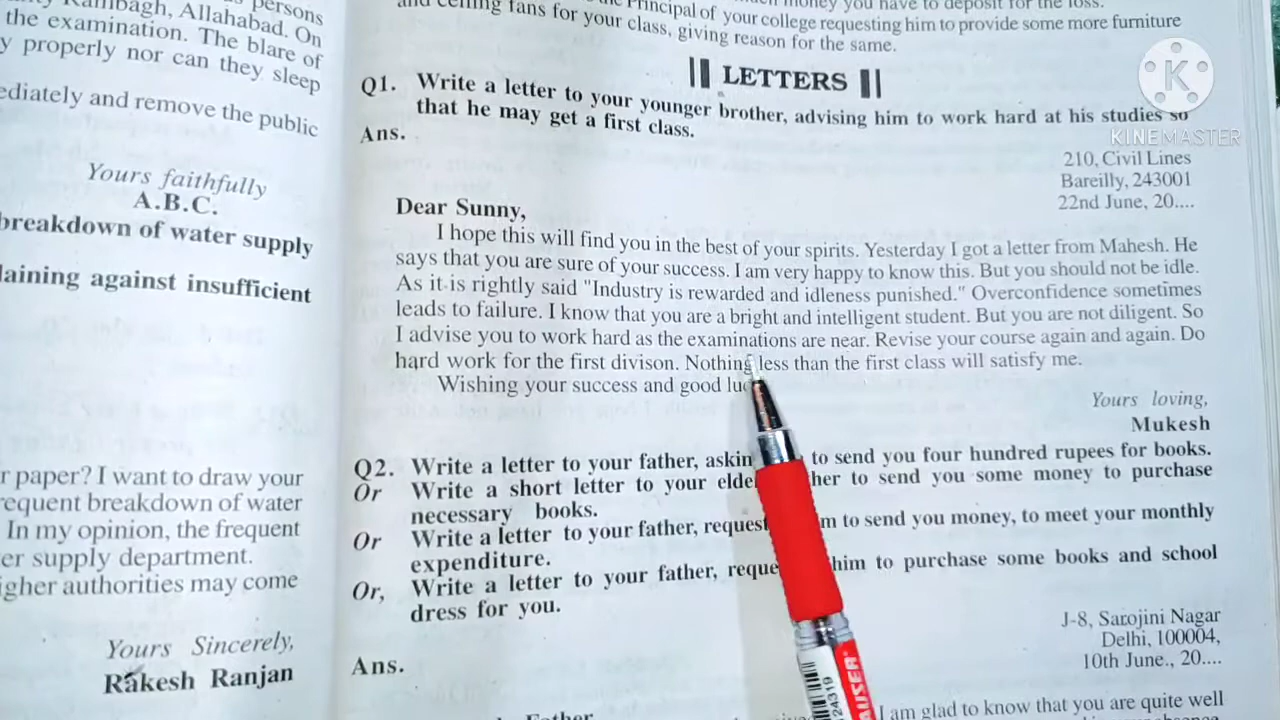 persons
Rambagh, Allahabad. On
the examination. The blare of
y properly nor can they sleep
ediately and remove the public
Yours faithfully
A.B.C.
breakdown of water supply
laining against insufficient
r paper? I want to draw your
requent breakdown of water
In my opinion, the frequent
er supply department.
igher authorities may come
Yours Sincerely,
Rakesh Ranjan
money you have to deposit for the loss.
Principal of your college requesting him to provide some more furniture
and ceiling fans for your class, giving reason for the same.
LETTERS
Q1. Write a letter to your younger brother, advising him to work hard at his studies so
that he may get a first class.
Ans.
210, Civil Lines
Bareilly, 243001
22nd June, 20....
Dear Sunny,
I hope this will find you in the best of your spirits. Yesterday I got a letter from Mahesh. He
says that you are sure of your success. I am very happy to know this. But you should not be idle.
As it is rightly said "Industry is rewarded and idleness punished." Overconfidence sometimes
leads to failure. I know that you are a bright and intelligent student. But you are not diligent. So
I advise you to work hard as the examinations are near. Revise your course again and again. Do
hard work for the first divison. Nothing less than the first class will satisfy me.
Wishing your success and good luc
Yours loving,
Mukesh
Q2. Write a letter to your father, askin to send you four hundred rupees for books.
Or Write a short letter to your elde her to send you some money to purchase
necessary books.
Or Write a letter to your father, request m to send you money, to meet your monthly
expenditure.
Or, Write a letter to your father, reque him to purchase some books and school
dress for you.
Ans.
J-8, Sarojini Nagar
Delhi, 100004,
10th June., 20....
Father
I am glad to know that you are quite well
K
KINEMASTER
24319
AUSER